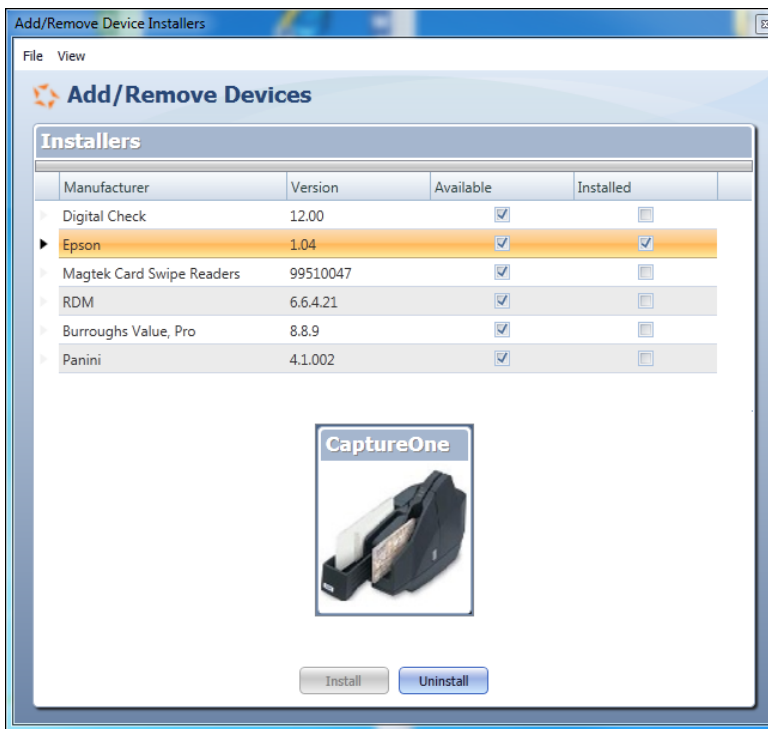 Add/Remove Device Installers
File View
Add/Remove Devices
Installers
Manufacturer Version Available Installed
Digital Check 12.00
Epson 1.04
Magtek Card Swipe Readers 99510047
RDM 6.6.4.21
Burroughs Value, Pro 8.8.9
Panini 4.1.002
CaptureOne
Install Uninstall